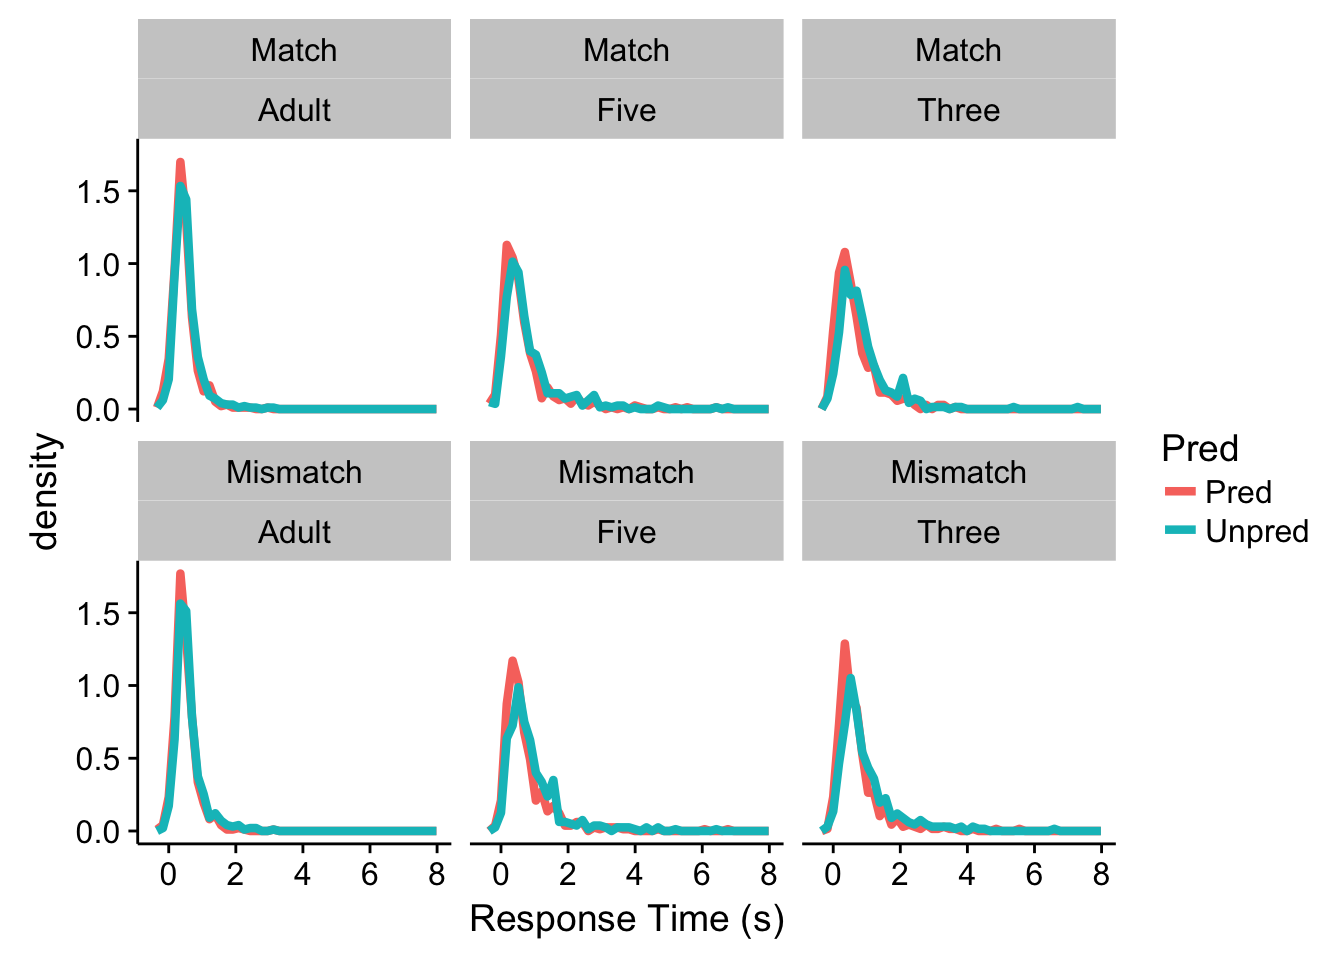 Match Match Match
Adult Five Three
1.5
1.0
0.5
0.0
density
Mismatch Mismatch Mismatch
Adult Five Three
1.5
1.0
0.5
0.0
0 2 4 6 8 0 2 4 6 8 0 2 4 6 8
Response Time (s)
Pred
Pred
Unpred